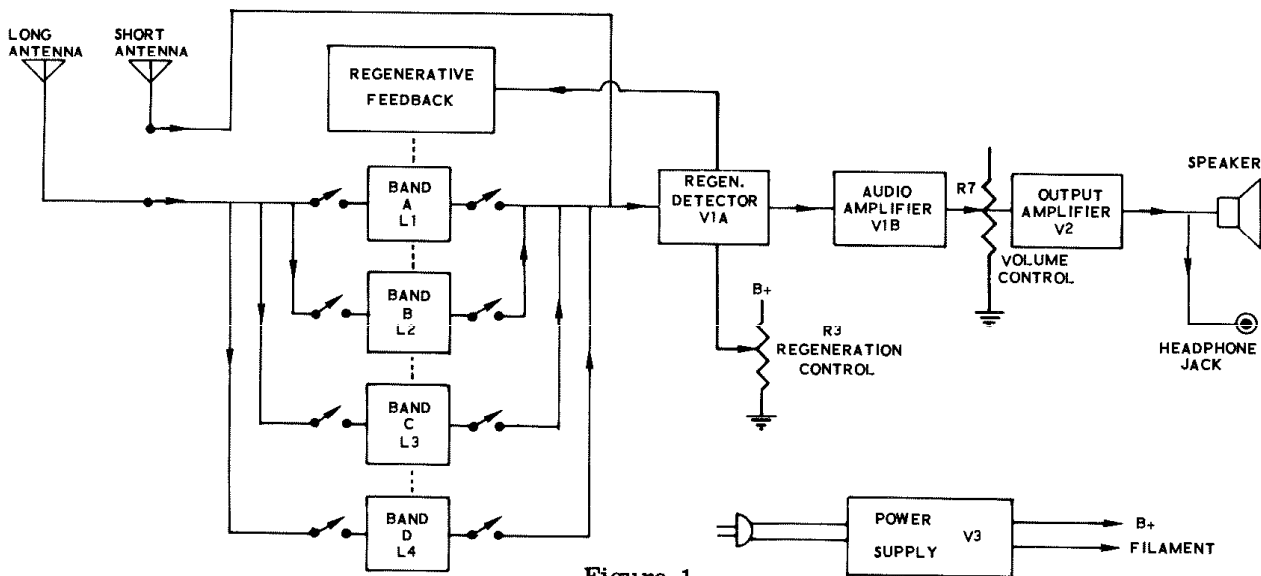 LONG
ANTENNA
SHORT
ANTENNA
REGENERATIVE
FEEDBACK
BAND
A
L1
BAND
B
L2
BAND
C
L3
BAND
D
L4
REGEN.
DETECTOR
V1A
B+
R3
REGENERATION
CONTROL
AUDIO
AMPLIFIER
V1B
R7
VOLUME
CONTROL
OUTPUT
AMPLIFIER
V2
SPEAKER
HEADPHONE
JACK
POWER
SUPPLY
V3
B+
FILAMENT
Figure 1